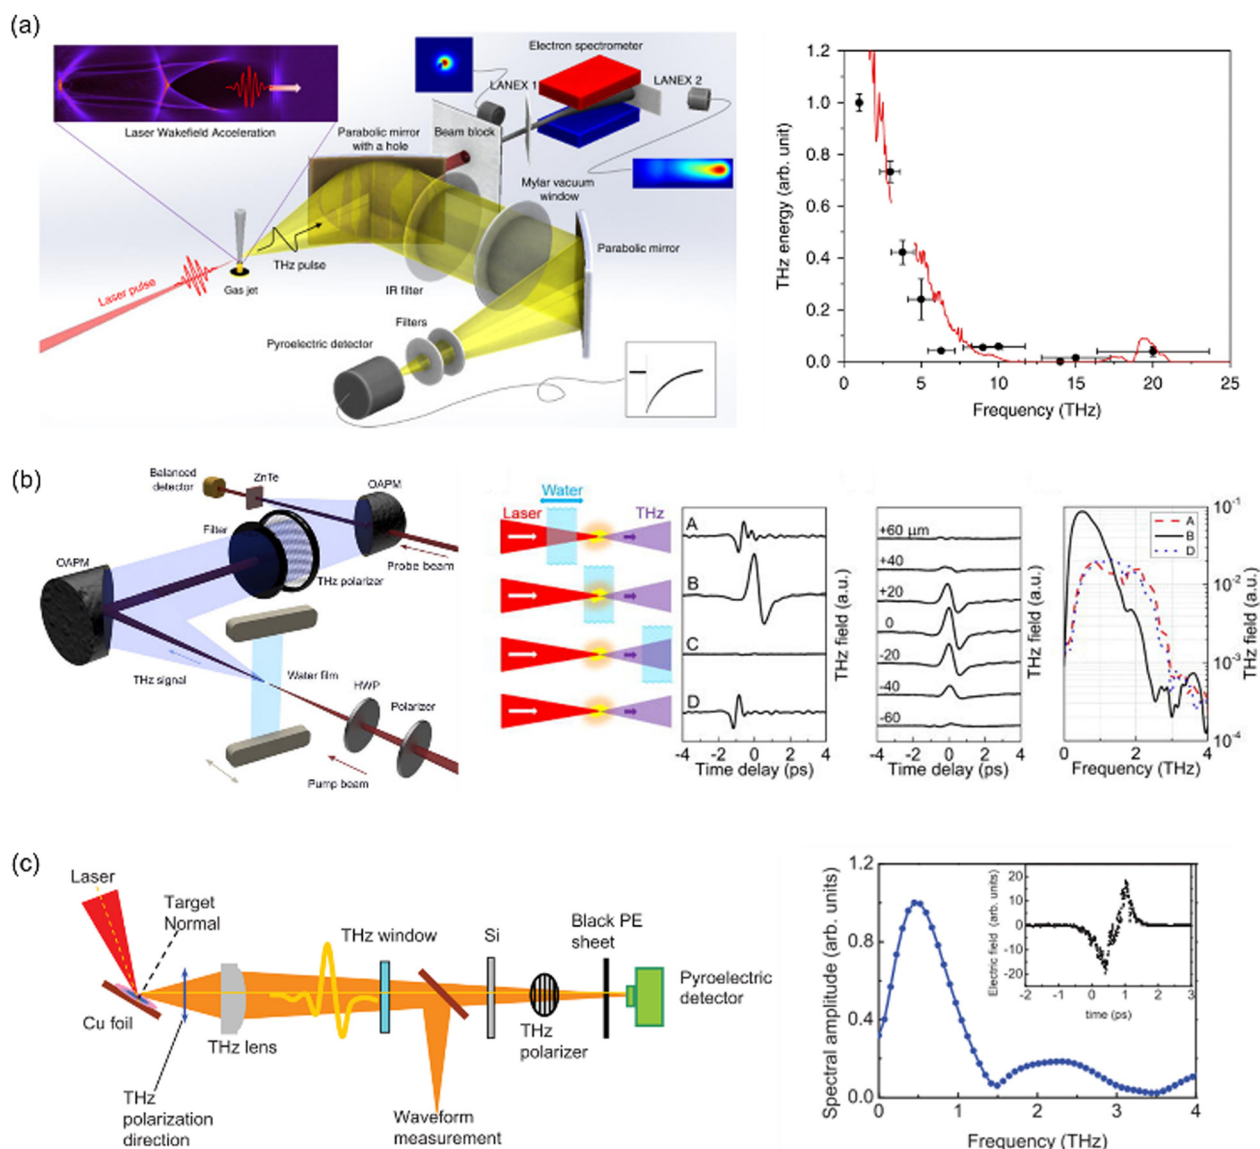 (a)
Laser Wakefield Acceleration
Electron spectrometer
LANEX 1
LANEX 2
Parabolic mirror
with a hole
Beam block
Mylar vacuum
window
Parabolic mirror
THz pulse
Laser pulse
Gas jet
IR filter
Filters
Pyroelectric detector
THz energy (arb. unit)
1.2
1.0
0.8
0.6
0.4
0.2
0.0
0
5
10
15
20
25
Frequency (THz)
(b)
Balanced
detector
ZnTe
OAPM
Filter
OAPM
Probe beam
THz polarizer
THz signal
Water film
HWP
Polarizer
Pump beam
Water
Laser
THz
A
B
C
D
-4 -2 0 2 4
Time delay (ps)
THz field (a.u.)
+60 μm
+40
+20
0
-20
-40
-60
-4 -2 0 2 4
Time delay (ps)
THz field (a.u.)
A
B
D
10-1
10-2
10-3
10-4
THz field (a.u.)
0 2 4
Frequency (THz)
(c)
Laser
Target
Normal
Cu foil
THz lens
THz
polarization
direction
THz window
Waveform
measurement
Si
THz
polarizer
Black PE
sheet
Pyroelectric
detector
Spectral amplitude (arb. units)
1.2
0.8
0.4
0.0
0 1 2 3 4
Frequency (THz)
Electric field (arb. units)
20
10
0
-10
-20
-2 -1 0 1 2 3
time (ps)